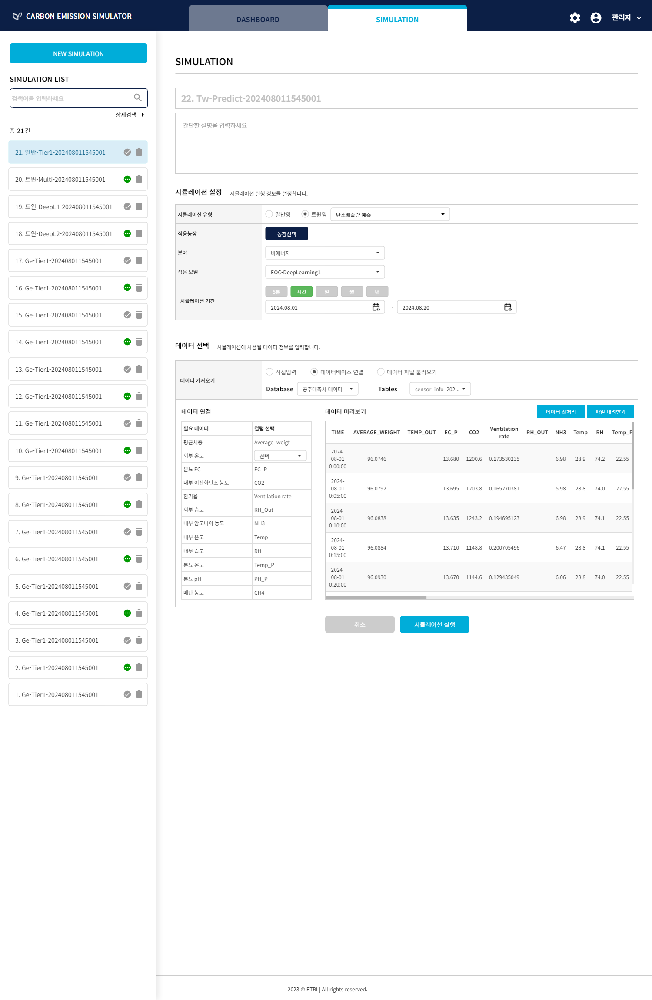 CARBON EMISSION SIMULATOR
DASHBOARD
SIMULATION
관리자
NEW SIMULATION
SIMULATION LIST
검색어를 입력하세요
상세검색
총 21건
21. 일반-Tier1-202408011545001
20. 트윈-Multi-202408011545001
19. 트윈-DeepL1-202408011545001
18. 트윈-DeepL2-202408011545001
17. Ge-Tier1-202408011545001
16. Ge-Tier1-202408011545001
15. Ge-Tier1-202408011545001
14. Ge-Tier1-202408011545001
13. Ge-Tier1-202408011545001
12. Ge-Tier1-202408011545001
11. Ge-Tier1-202408011545001
10. Ge-Tier1-202408011545001
9. Ge-Tier1-202408011545001
8. Ge-Tier1-202408011545001
7. Ge-Tier1-202408011545001
6. Ge-Tier1-202408011545001
5. Ge-Tier1-202408011545001
4. Ge-Tier1-202408011545001
3. Ge-Tier1-202408011545001
2. Ge-Tier1-202408011545001
1. Ge-Tier1-202408011545001
SIMULATION
22. Tw-Predict-202408011545001
간단한 설명을 입력하세요
시뮬레이션 설정 시뮬레이션 실행 정보를 설정합니다.
시뮬레이션 유형 일반형 트윈형 탄소배출량 예측
적용농장 농장선택
분야 비에너지
적용 모델 EOC-DeepLearning1
시뮬레이션 기간 5분 시간 일 월 년
2024.08.01 ~ 2024.08.20
데이터 선택 시뮬레이션에 사용될 데이터 정보를 입력합니다.
데이터 가져오기 직접입력 데이터베이스 연결 데이터 파일 불러오기
Database 공주대축사 데이터 Tables sensor_info_202...
데이터 연결
필요 데이터 컬럼 선택
평균체중 Average_weigt
외부 온도 선택
분뇨 EC EC_P
내부 이산화탄소 농도 CO2
환기율 Ventilation rate
외부 습도 RH_Out
내부 암모니아 농도 NH3
내부 온도 Temp
내부 습도 RH
분뇨 온도 Temp_P
분뇨 pH PH_P
메탄 농도 CH4
데이터 미리보기 데이터 전처리 파일 내려받기
TIME AVERAGE_WEIGHT TEMP_OUT EC_P CO2 Ventilation rate RH_OUT NH3 Temp RH Temp_P
2024-08-01 0:00:00 96.0746 13.680 1200.6 0.173530235 6.98 28.9 74.2 22.55
2024-08-01 0:05:00 96.0792 13.695 1203.8 0.165270381 5.98 28.8 74.0 22.55
2024-08-01 0:10:00 96.0838 13.635 1243.2 0.194695123 6.98 28.9 74.1 22.55
2024-08-01 0:15:00 96.0884 13.710 1148.8 0.200705496 6.47 28.8 74.1 22.55
2024-08-01 0:20:00 96.0930 13.670 1144.6 0.129435049 6.06 28.8 74.0 22.55
취소 시뮬레이션 실행
2023 © ETRI | All rights reserved.